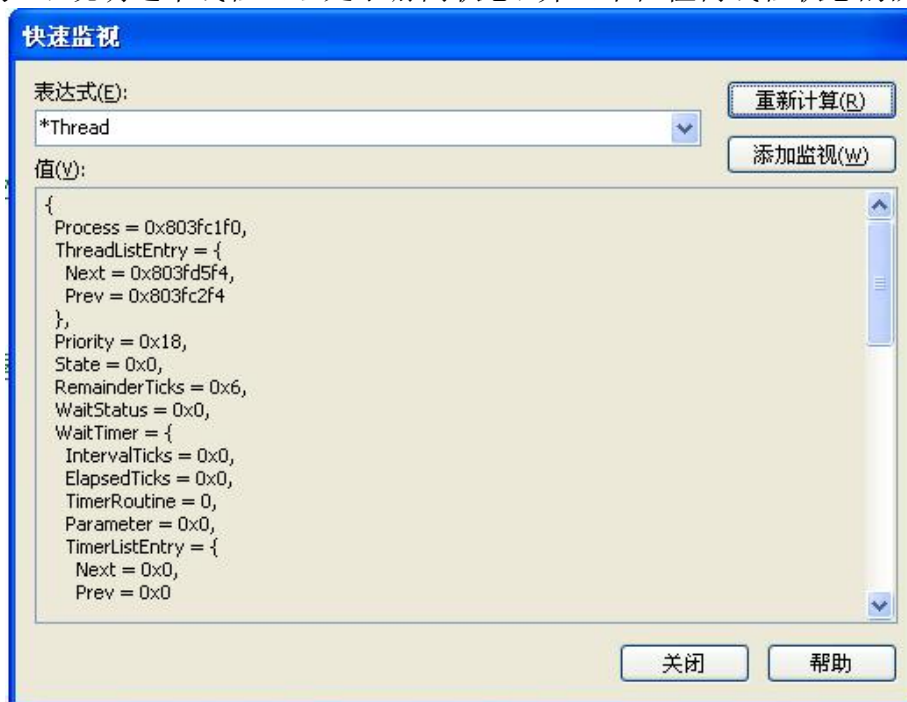 快速监视
表达式(E):
重新计算(R)
*Thread
添加监视(W)
值(V):
{
Process = 0x803fc1f0,
ThreadListEntry = {
Next = 0x803fd5f4,
Prev = 0x803fc2f4
},
Priority = 0x18,
State = 0x0,
RemainderTicks = 0x6,
WaitStatus = 0x0,
WaitTimer = {
IntervalTicks = 0x0,
ElapsedTicks = 0x0,
TimerRoutine = 0,
Parameter = 0x0,
TimerListEntry = {
Next = 0x0,
Prev = 0x0
关闭
帮助